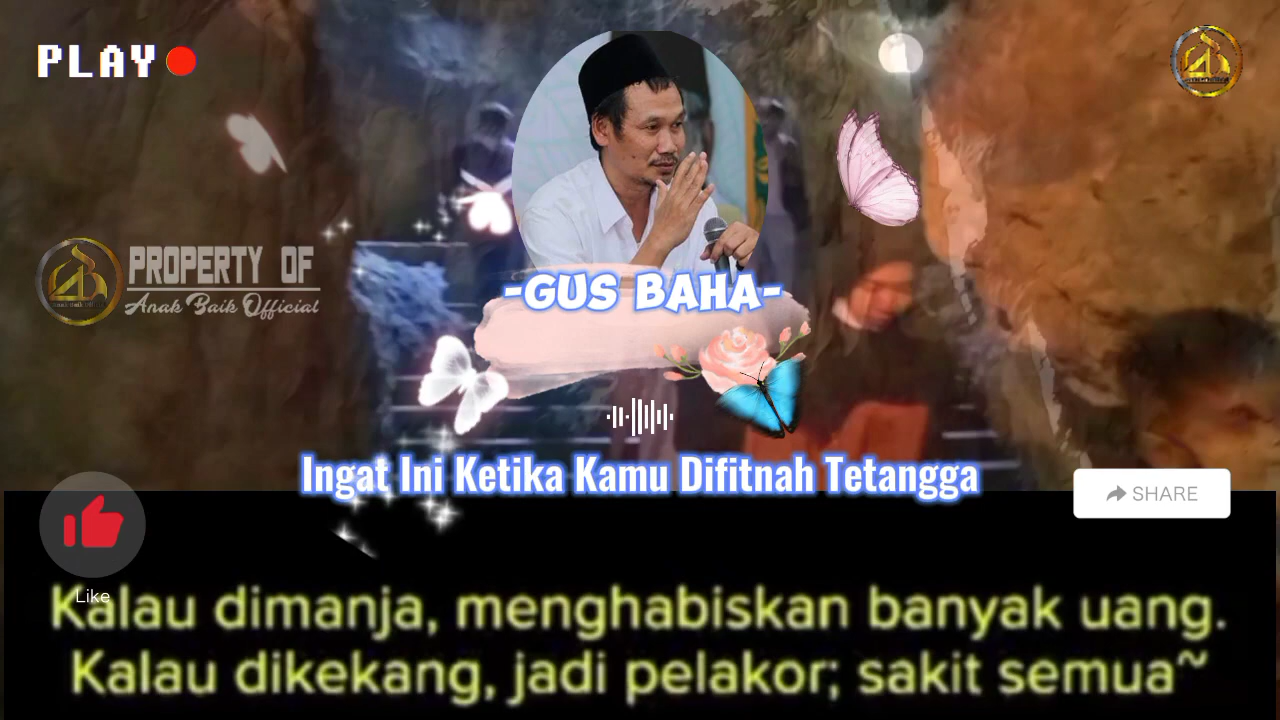 PLAY
PROPERTY OF
Anak Baik Official
-GUS BAHA-
Ingat Ini Ketika Kamu Difitnah Tetangga
SHARE
Like
Kalau dimanja, menghabiskan banyak uang.
Kalau dikekang, jadi pelakor; sakit semua~